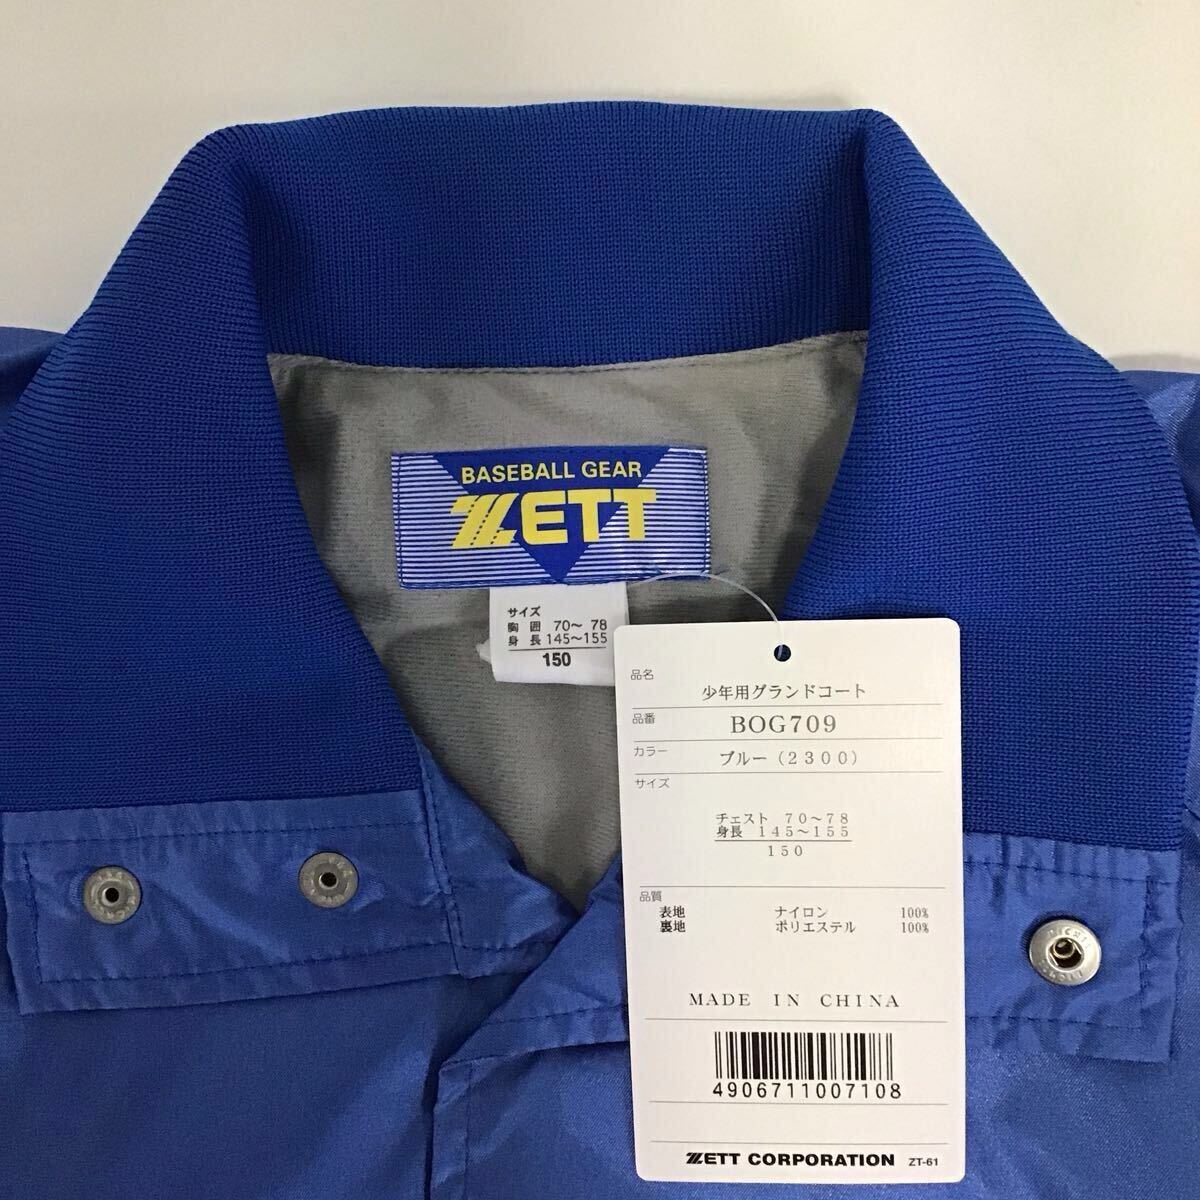 BASEBALL GEAR
ZETT
サイズ
胸 囲 70～ 78
身 長 145～155
150
品名
少年用グランドコート
品番
BOG709
カラー
ブルー（2300）
サイズ
チェスト 70～78
身長 145～155
150
品質
表地 ナイロン 100%
裏地 ポリエステル 100%
MADE IN CHINA
4906711007108
ZETT CORPORATION ZT-61